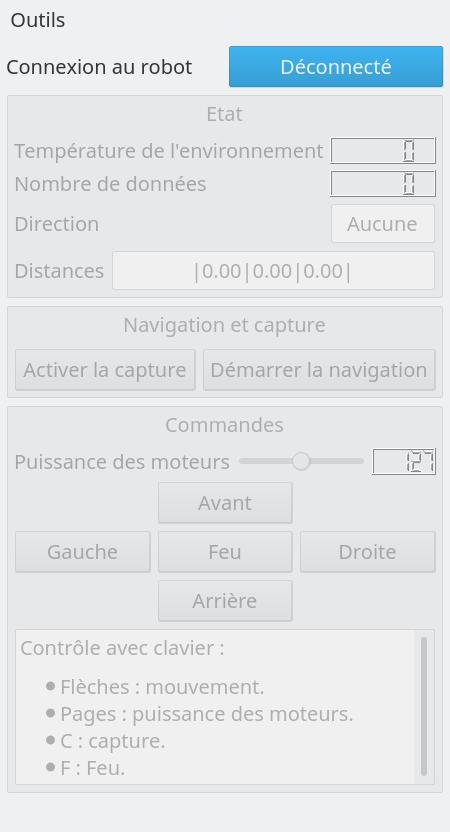 Outils
Connexion au robot Déconnecté
Etat
Température de l'environnement 0
Nombre de données 0
Direction Aucune
Distances |0.00|0.00|0.00|
Navigation et capture
Activer la capture Démarrer la navigation
Commandes
Puissance des moteurs 127
Avant
Gauche Feu Droite
Arrière
Contrôle avec clavier :
● Flèches : mouvement.
● Pages : puissance des moteurs.
● C : capture.
● F : Feu.